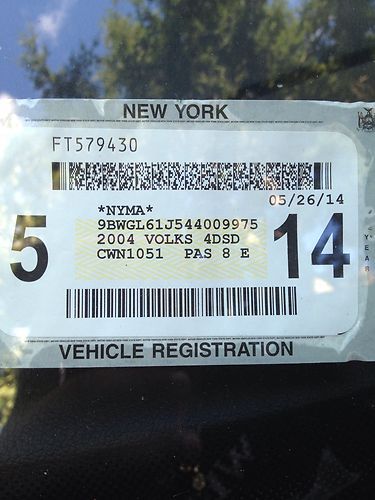 NEW YORK
FT579430
05/26/14
*NYMA*
9BWGL61J544009975
2004 VOLKS 4DSD
CWN1051 PAS 8 E
5
14
YEAR
VEHICLE REGISTRATION